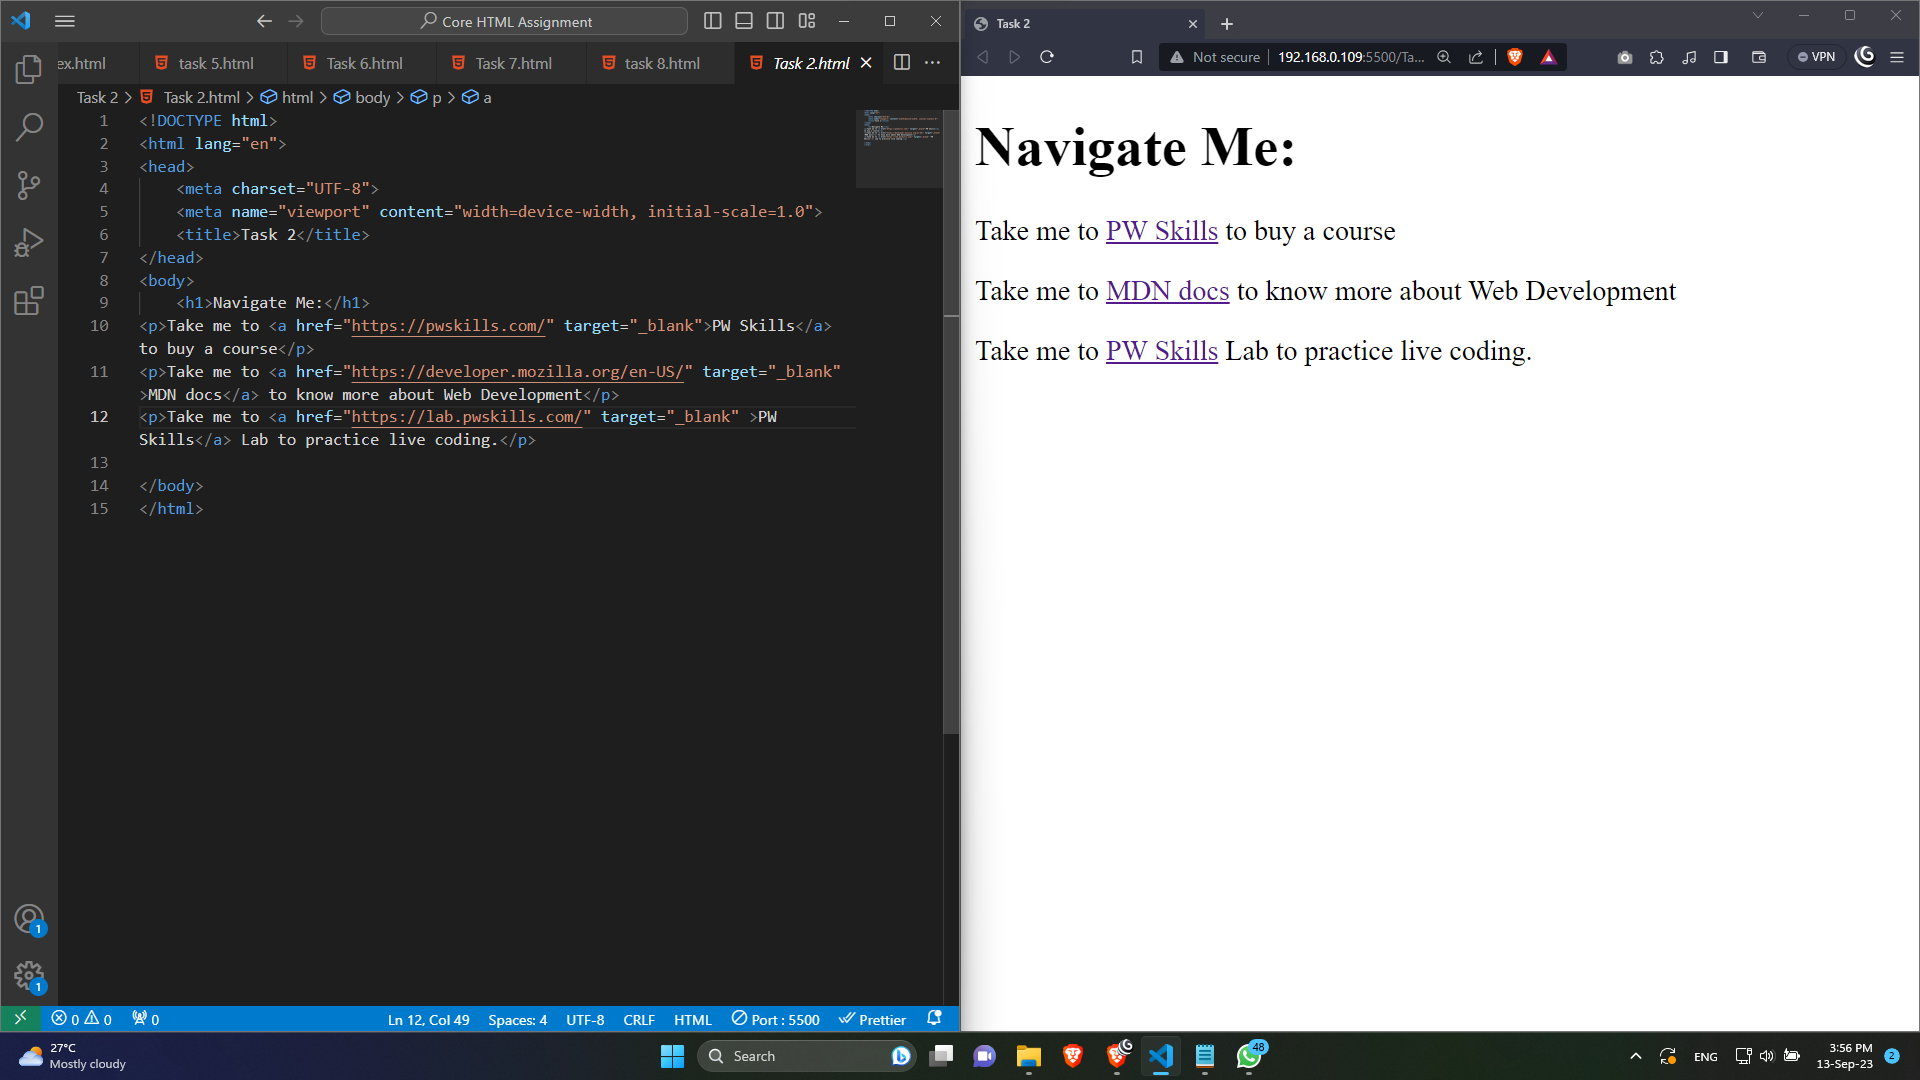 Core HTML Assignment
ex.html
task 5.html
Task 6.html
Task 7.html
task 8.html
Task 2.html
Task 2 > Task 2.html > html > body > p > a
1 <!DOCTYPE html>
2 <html lang="en">
3 <head>
4 <meta charset="UTF-8">
5 <meta name="viewport" content="width=device-width, initial-scale=1.0">
6 <title>Task 2</title>
7 </head>
8 <body>
9 <h1>Navigate Me:</h1>
10 <p>Take me to <a href="https://pwskills.com/" target="_blank">PW Skills</a>
to buy a course</p>
11 <p>Take me to <a href="https://developer.mozilla.org/en-US/" target="_blank"
>MDN docs</a> to know more about Web Development</p>
12 <p>Take me to <a href="https://lab.pwskills.com/" target="_blank" >PW
Skills</a> Lab to practice live coding.</p>
13
14 </body>
15 </html>
1
1
0 0 0
Ln 12, Col 49 Spaces: 4 UTF-8 CRLF HTML Port : 5500 Prettier
Task 2
Not secure 192.168.0.109:5500/Ta...
VPN
Navigate Me:
Take me to PW Skills to buy a course
Take me to MDN docs to know more about Web Development
Take me to PW Skills Lab to practice live coding.
27°C
Mostly cloudy
Search
48
ENG
3:56 PM
13-Sep-23
2